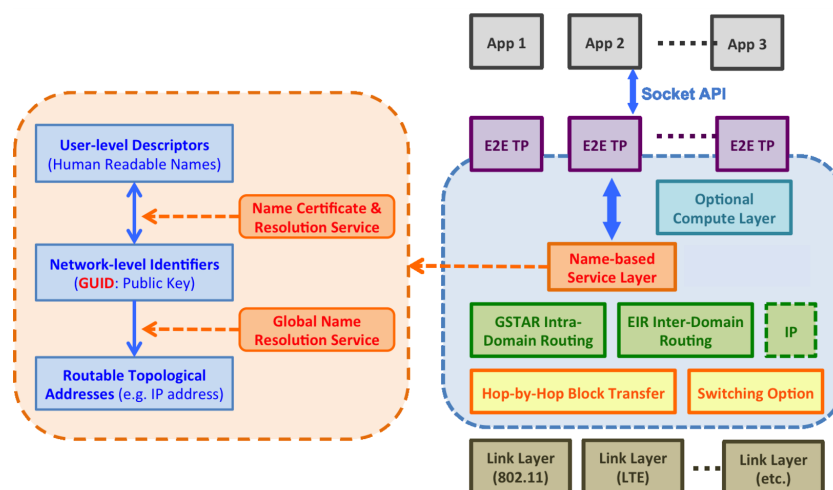 App 1
App 2
App 3
Socket API
E2E TP
E2E TP
E2E TP
User-level Descriptors
(Human Readable Names)
Optional
Compute Layer
Name Certificate &
Resolution Service
Network-level Identifiers
(GUID: Public Key)
Name-based
Service Layer
Global Name
Resolution Service
GSTAR Intra-
Domain Routing
EIR Inter-Domain
Routing
IP
Routable Topological
Addresses (e.g. IP address)
Hop-by-Hop Block Transfer
Switching Option
Link Layer
(802.11)
Link Layer
(LTE)
Link Layer
(etc.)